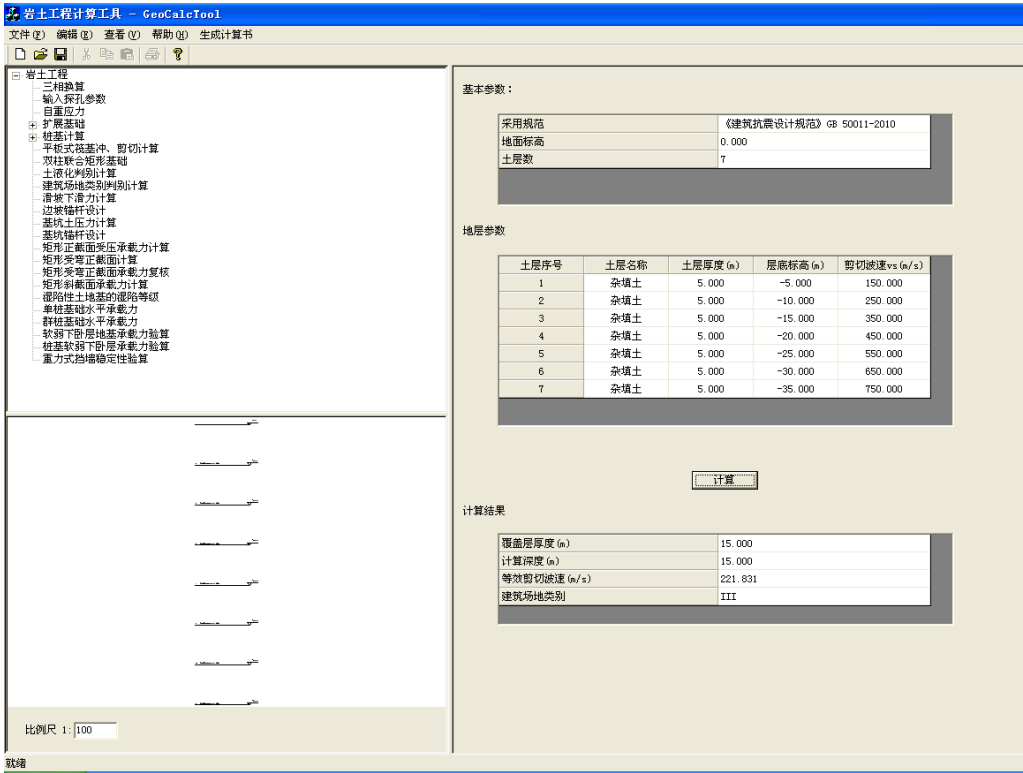 岩土工程计算工具 - GeoCalcTool
文件(F) 编辑(E) 查看(V) 帮助(H) 生成计算书
岩土工程
三相换算
输入探孔参数
自重应力
扩展基础
桩基计算
平板式筏基冲、剪切计算
双柱联合矩形基础
土液化判别计算
建筑场地类别判别计算
滑坡下滑力计算
边坡锚杆设计
基坑土压力计算
基坑锚杆设计
矩形正截面受压承载力计算
矩形受弯正截面计算
矩形受弯正截面承载力复核
矩形斜截面承载力计算
湿陷性土地基的湿陷等级
单桩基础水平承载力
群桩基础水平承载力
软弱下卧层地基承载力验算
桩基软弱下卧层承载力验算
重力式挡墙稳定性验算
比例尺 1: 100
就绪
基本参数：
采用规范 《建筑抗震设计规范》GB 50011-2010
地面标高 0.000
土层数 7
地层参数
土层序号 土层名称 土层厚度(m) 层底标高(m) 剪切波速vs(m/s)
1 杂填土 5.000 -5.000 150.000
2 杂填土 5.000 -10.000 250.000
3 杂填土 5.000 -15.000 350.000
4 杂填土 5.000 -20.000 450.000
5 杂填土 5.000 -25.000 550.000
6 杂填土 5.000 -30.000 650.000
7 杂填土 5.000 -35.000 750.000
计算
计算结果
覆盖层厚度(m) 15.000
计算深度(m) 15.000
等效剪切波速(m/s) 221.831
建筑场地类别 III